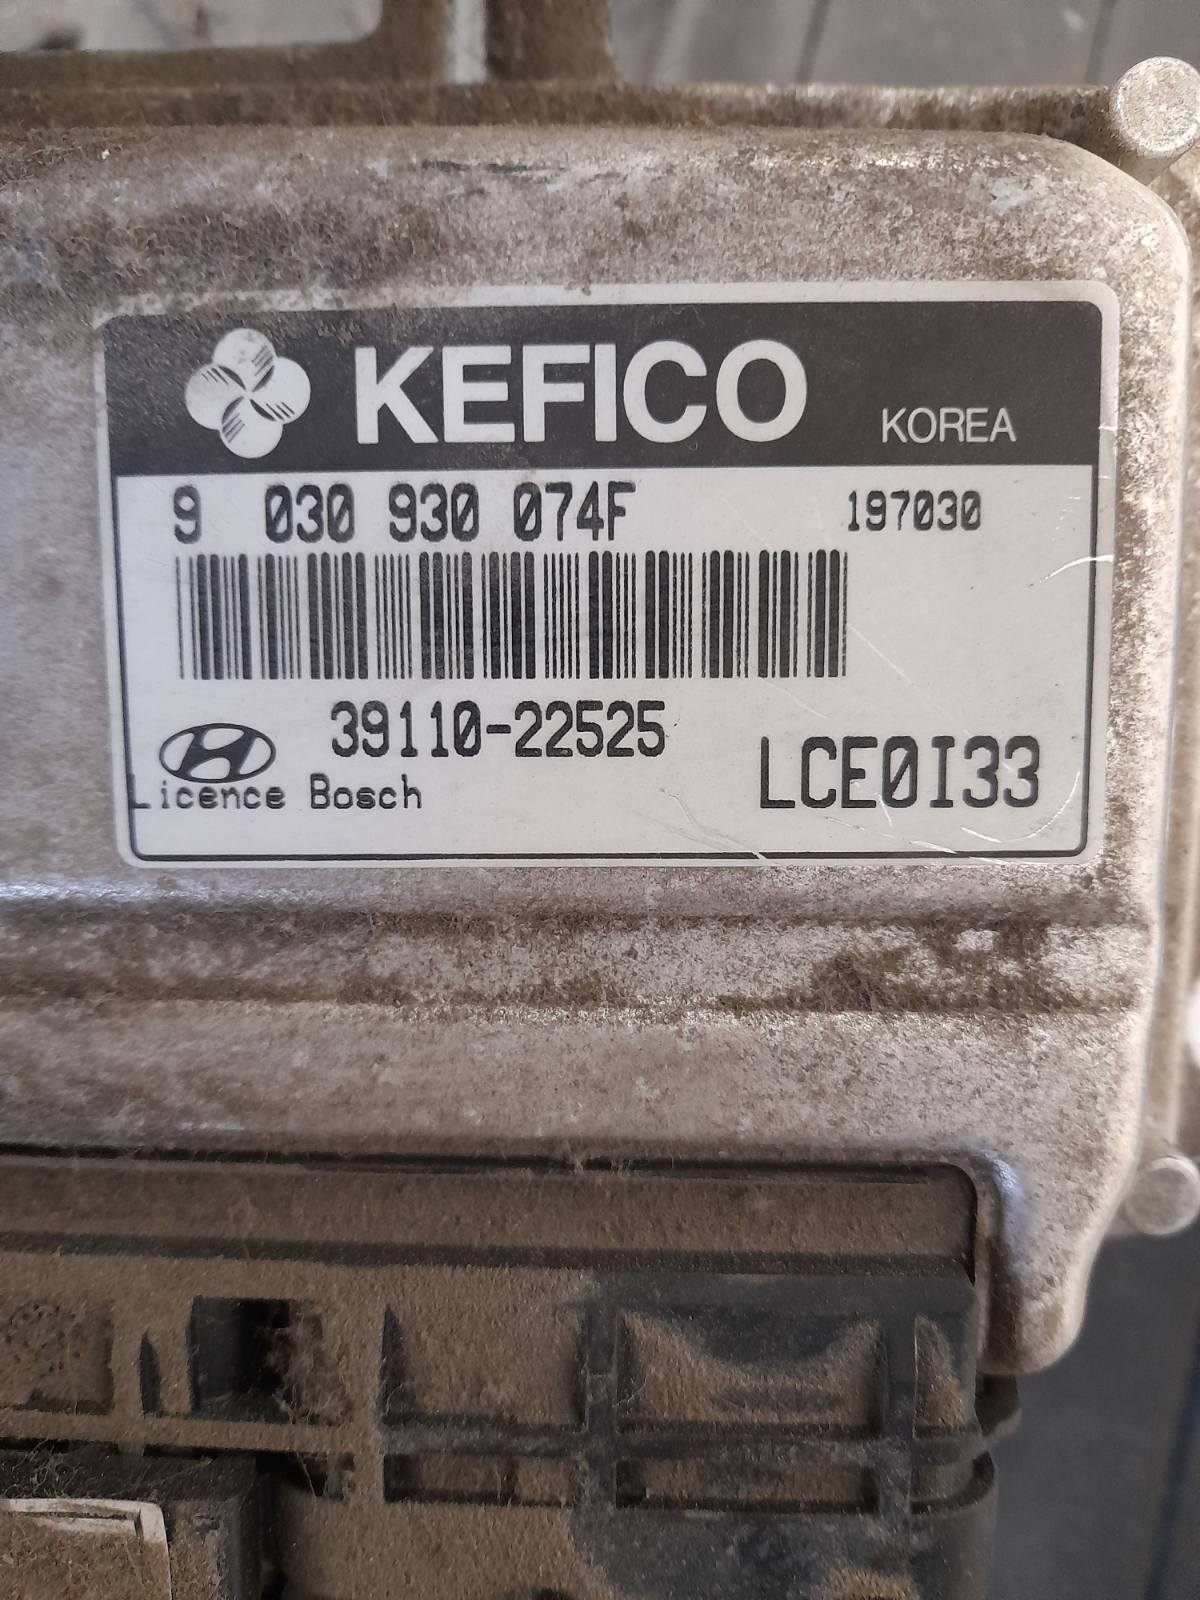 KEFICO KOREA
9 030 930 074F 197030
39110-22525
Licence Bosch LCE0I33